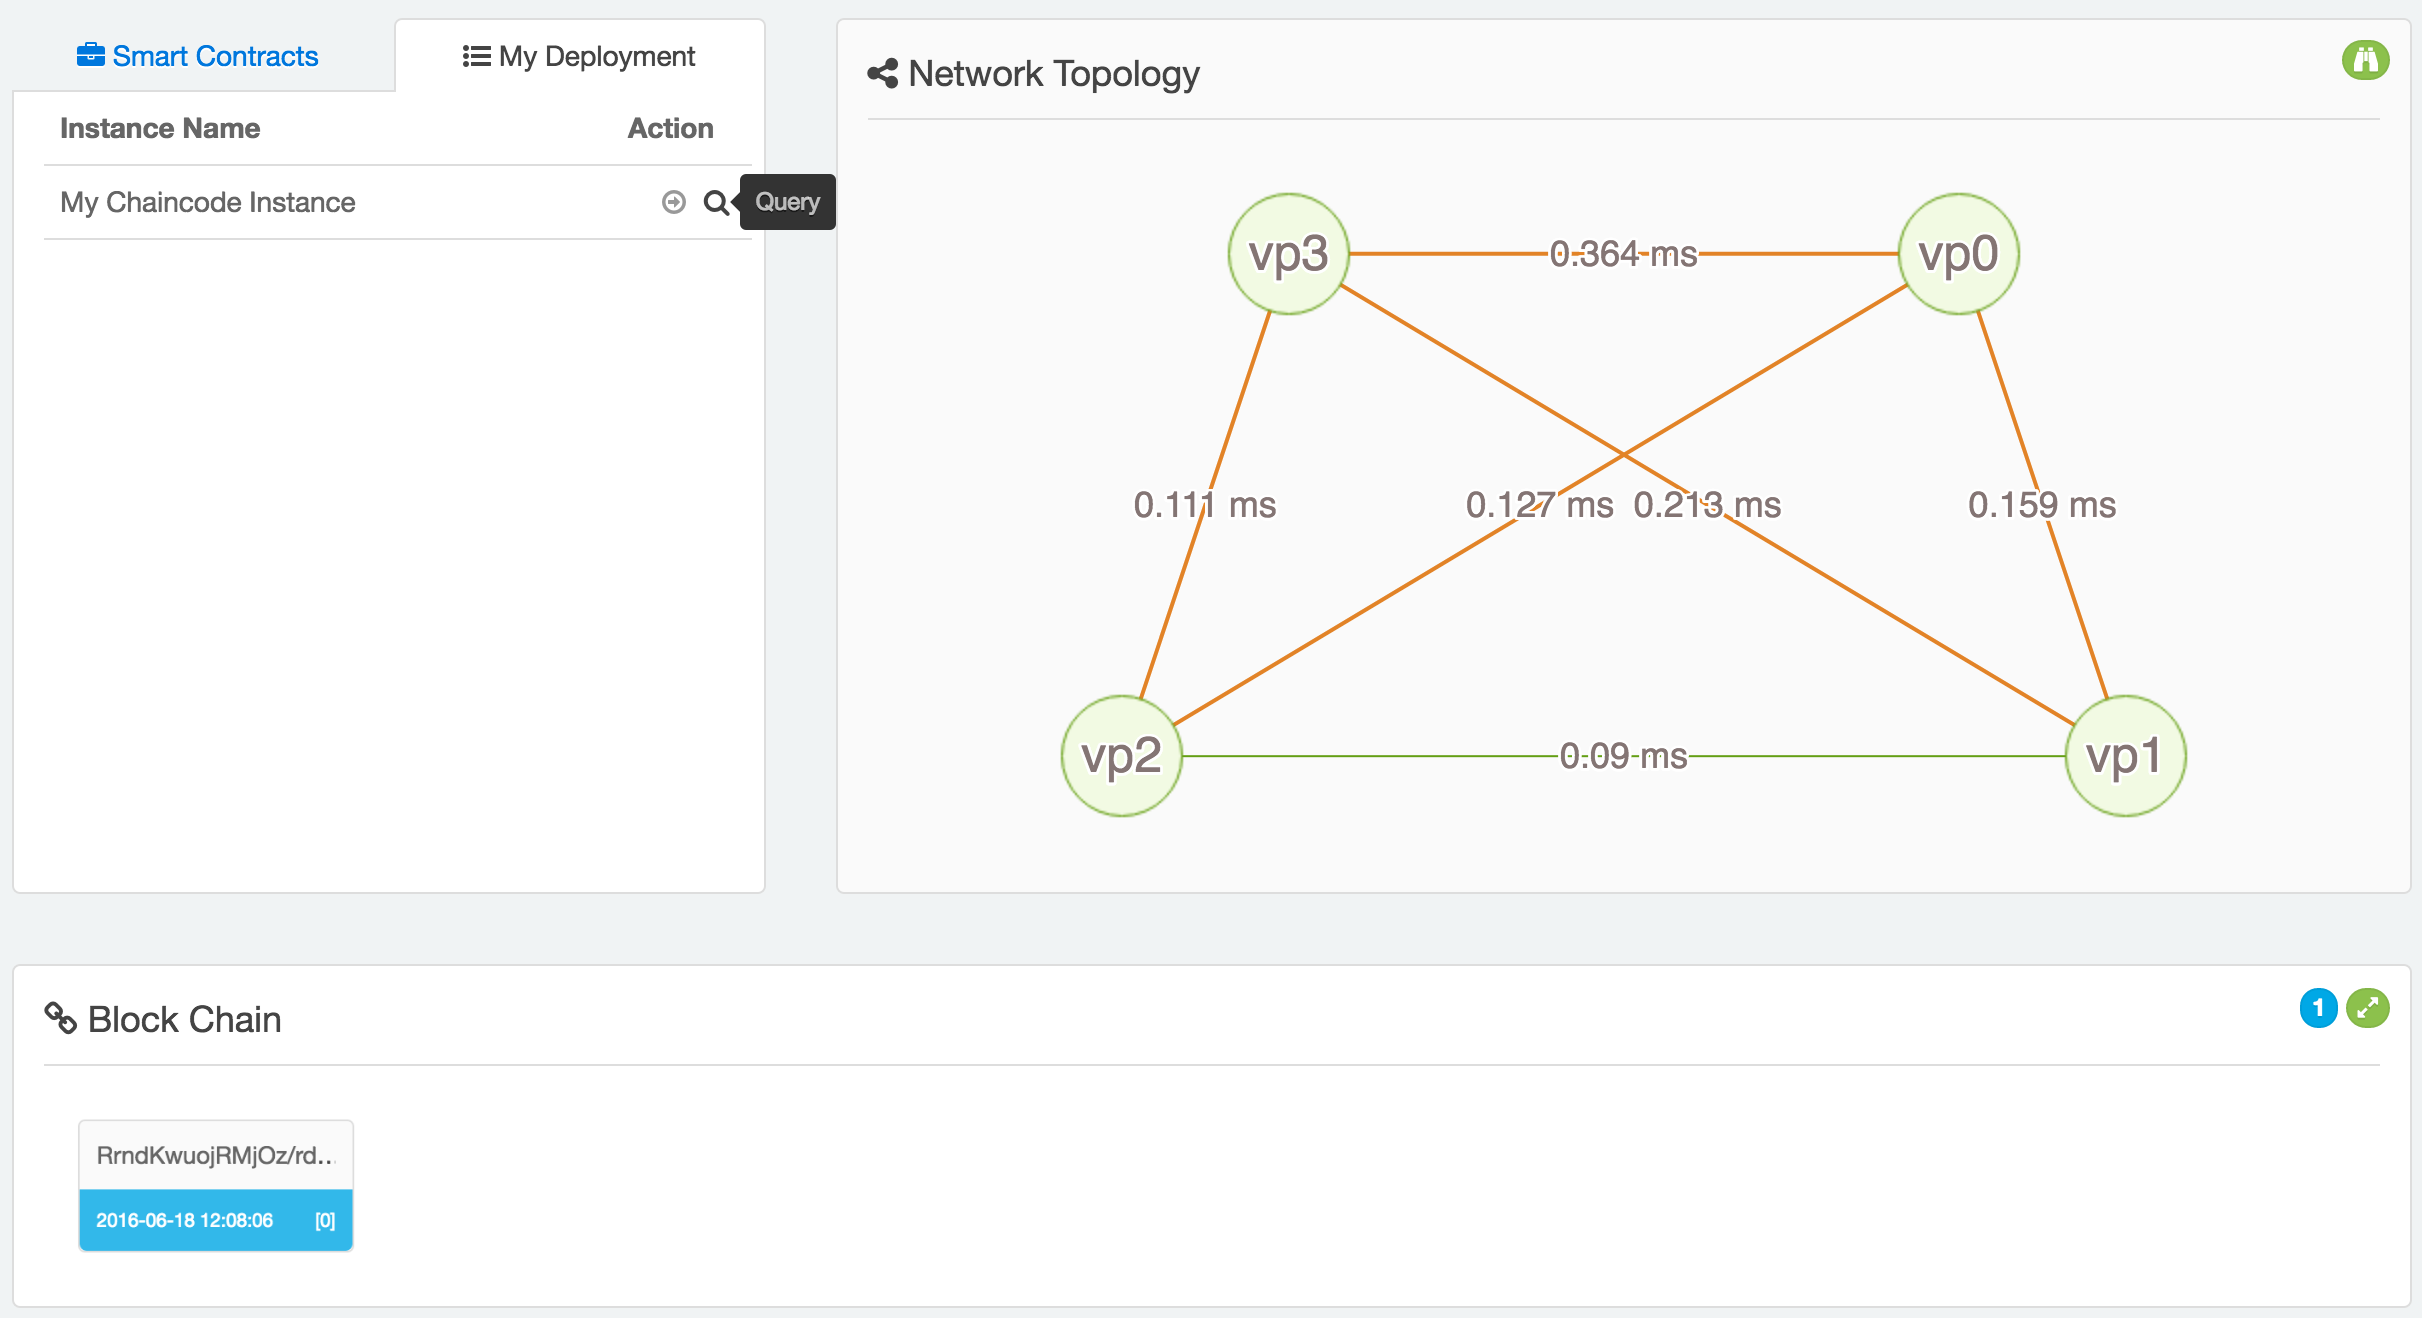 Smart Contracts
My Deployment
Instance Name Action
My Chaincode Instance
Query
Network Topology
vp3
0.364 ms
vp0
0.111 ms
0.127 ms
0.213 ms
0.159 ms
vp2
0.09 ms
vp1
Block Chain
1
RrndKwuojRMjOz/rd...
2016-06-18 12:08:06 [0]